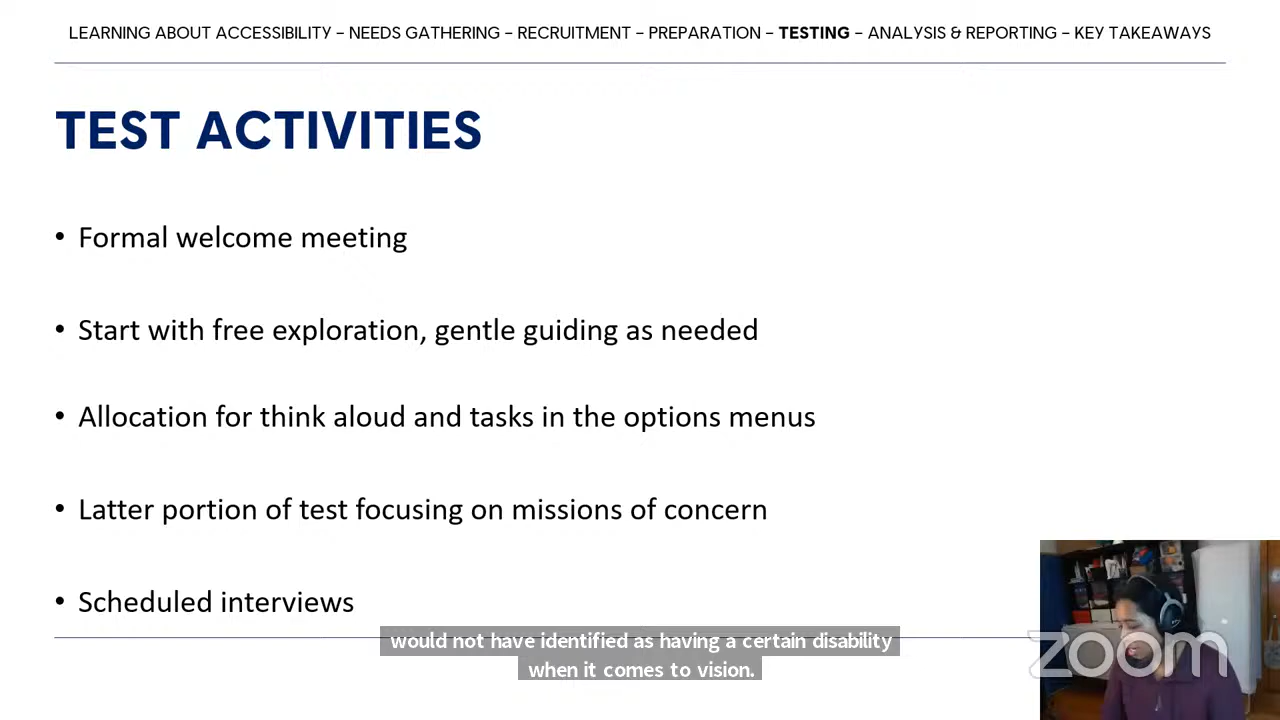 LEARNING ABOUT ACCESSIBILITY – NEEDS GATHERING – RECRUITMENT – PREPARATION – TESTING – ANALYSIS & REPORTING – KEY TAKEAWAYS
TEST ACTIVITIES
• Formal welcome meeting
• Start with free exploration, gentle guiding as needed
• Allocation for think aloud and tasks in the options menus
• Latter portion of test focusing on missions of concern
• Scheduled interviews
would not have identified as having a certain disability
when it comes to vision.
zoom